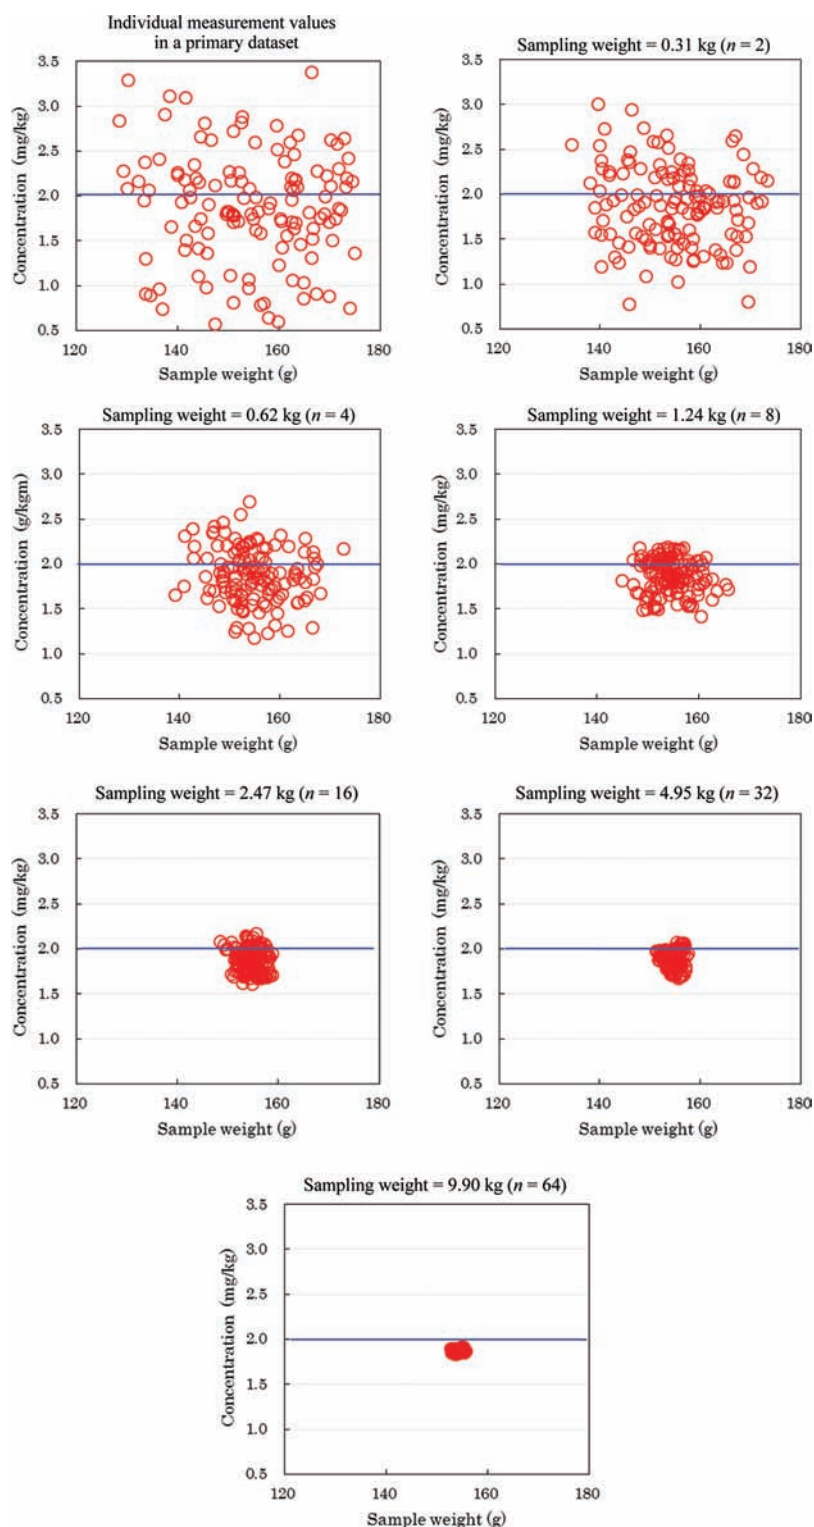 Individual measurement values
in a primary dataset
3.5
3.0
2.5
2.0
1.5
1.0
0.5
Concentration (mg/kg)
120 140 160 180
Sample weight (g)
Sampling weight = 0.31 kg (n = 2)
3.5
3.0
2.5
2.0
1.5
1.0
0.5
Concentration (mg/kg)
120 140 160 180
Sample weight (g)
Sampling weight = 0.62 kg (n = 4)
3.5
3.0
2.5
2.0
1.5
1.0
0.5
Concentration (g/kgm)
120 140 160 180
Sample weight (g)
Sampling weight = 1.24 kg (n = 8)
3.5
3.0
2.5
2.0
1.5
1.0
0.5
Concentration (mg/kg)
120 140 160 180
Sample weight (g)
Sampling weight = 2.47 kg (n = 16)
3.5
3.0
2.5
2.0
1.5
1.0
0.5
Concentration (mg/kg)
120 140 160 180
Sample weight (g)
Sampling weight = 4.95 kg (n = 32)
3.5
3.0
2.5
2.0
1.5
1.0
0.5
Concentration (mg/kg)
120 140 160 180
Sample weight (g)
Sampling weight = 9.90 kg (n = 64)
3.5
3.0
2.5
2.0
1.5
1.0
0.5
Concentration (mg/kg)
120 140 160 180
Sample weight (g)